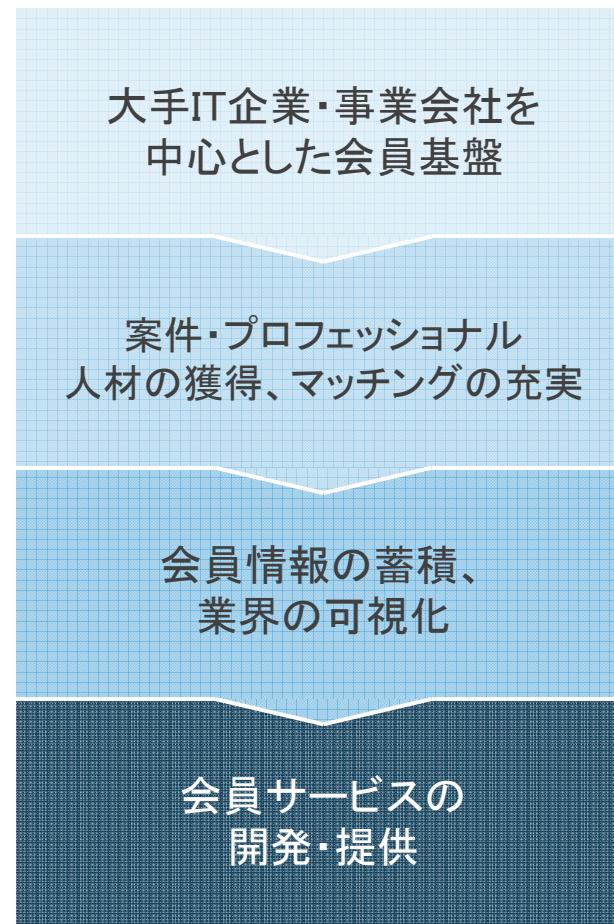 大手IT企業・事業会社を
中心とした会員基盤
案件・プロフェッショナル
人材の獲得、マッチングの充実
会員情報の蓄積、
業界の可視化
会員サービスの
開発・提供